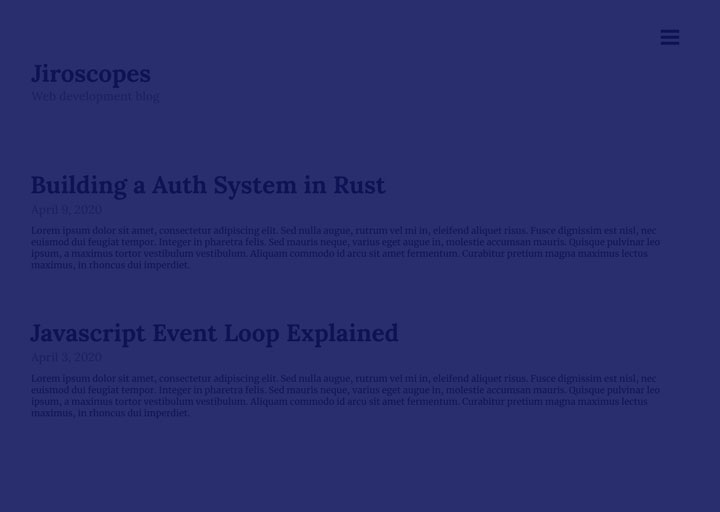 Jiroscopes
Web development blog
Building a Auth System in Rust
April 9, 2020
Lorem ipsum dolor sit amet, consectetur adipiscing elit. Sed nulla augue, rutrum vel mi in, eleifend aliquet risus. Fusce dignissim est nisl, nec
euismod dui feugiat tempor. Integer in pharetra felis. Sed mauris neque, varius eget augue in, molestie accumsan mauris. Quisque pulvinar leo
ipsum, a maximus tortor vestibulum vestibulum. Aliquam commodo id arcu sit amet fermentum. Curabitur pretium magna maximus lectus
maximus, in rhoncus dui imperdiet.
Javascript Event Loop Explained
April 3, 2020
Lorem ipsum dolor sit amet, consectetur adipiscing elit. Sed nulla augue, rutrum vel mi in, eleifend aliquet risus. Fusce dignissim est nisl, nec
euismod dui feugiat tempor. Integer in pharetra felis. Sed mauris neque, varius eget augue in, molestie accumsan mauris. Quisque pulvinar leo
ipsum, a maximus tortor vestibulum vestibulum. Aliquam commodo id arcu sit amet fermentum. Curabitur pretium magna maximus lectus
maximus, in rhoncus dui imperdiet.